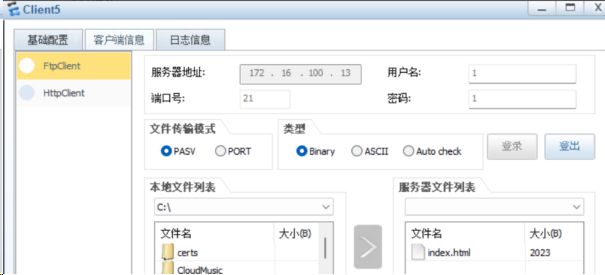 Client5
基础配置 客户端信息 日志信息
FtpClient
HttpClient
服务器地址: 172 . 16 . 100 . 13 用户名: 1
端口号: 21 密码: 1
文件传输模式 类型
PASV PORT Binary ASCII Auto check 登录 登出
本地文件列表 服务器文件列表
C:\
文件名 大小(B) 文件名 大小(B)
certs index.html 2023
CloudMusic